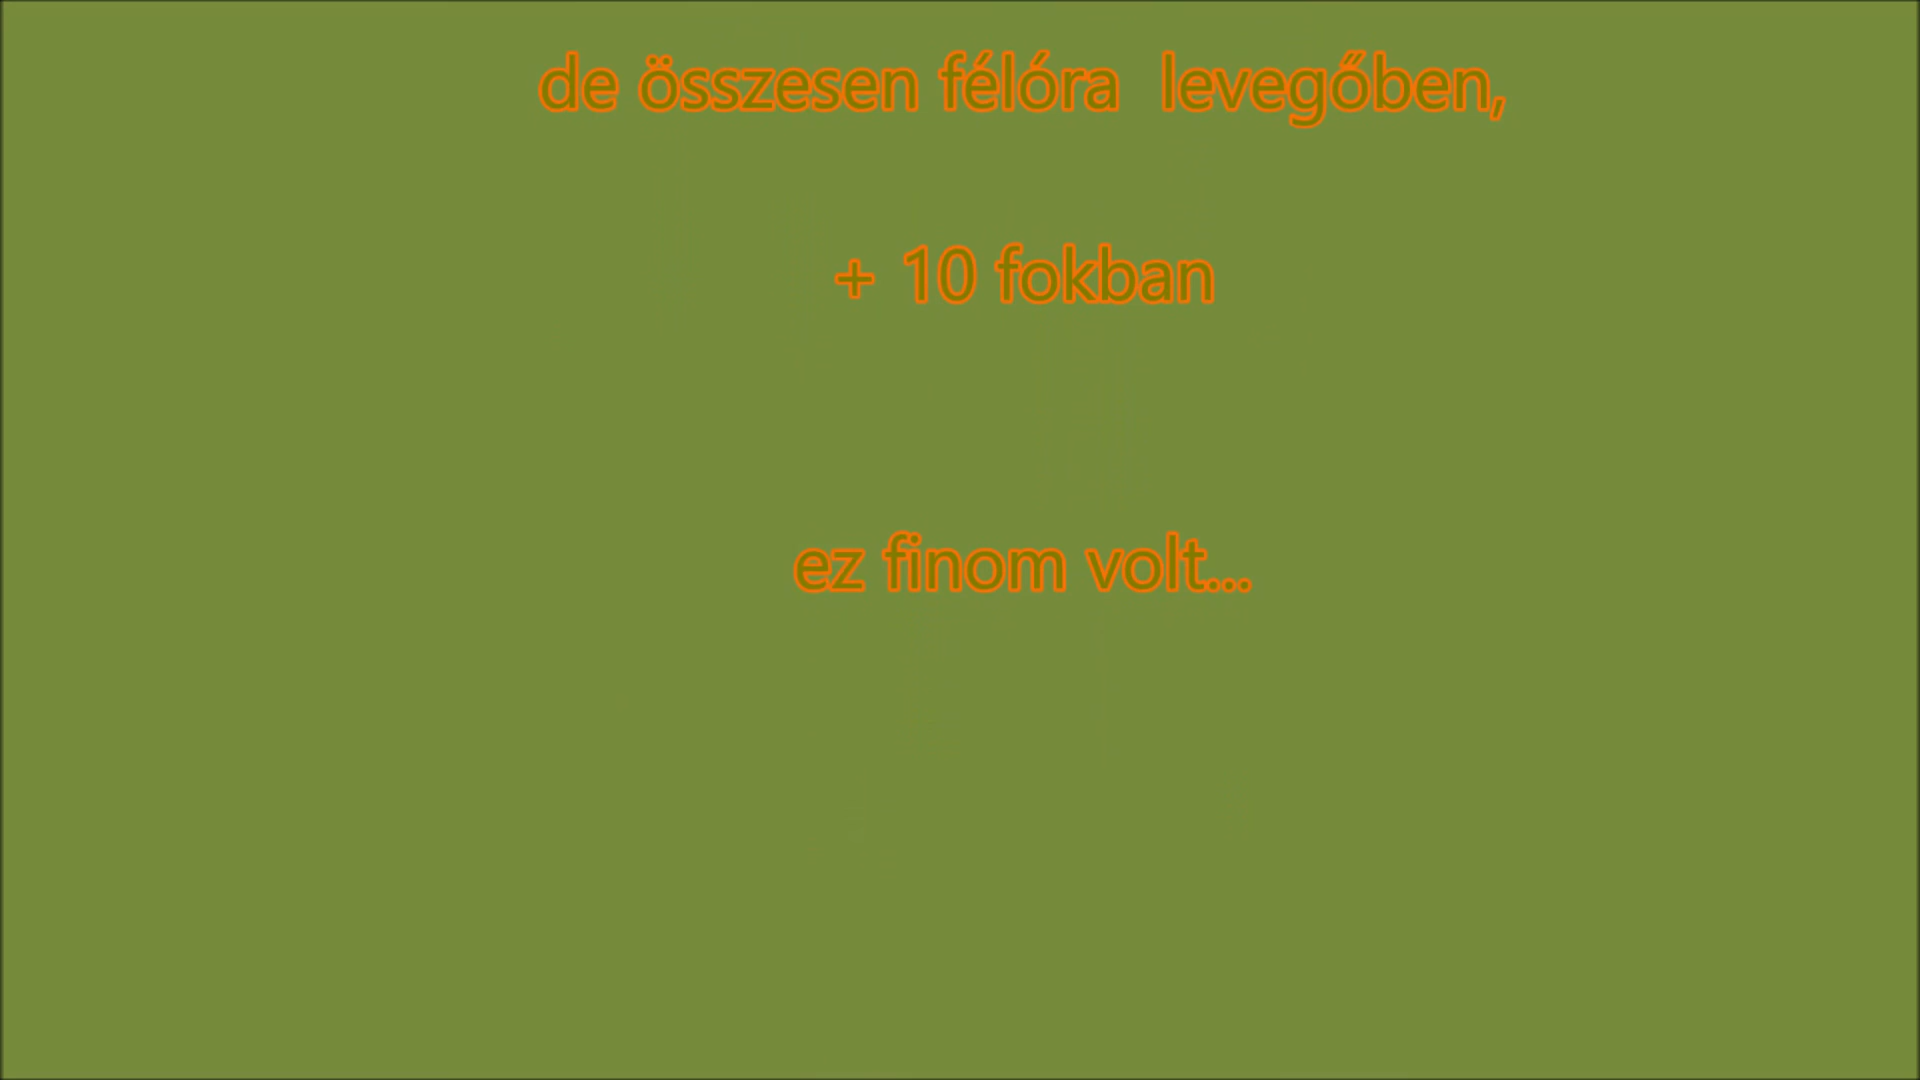 de összesen félóra  levegőben,
+ 10 fokban
ez finom volt...